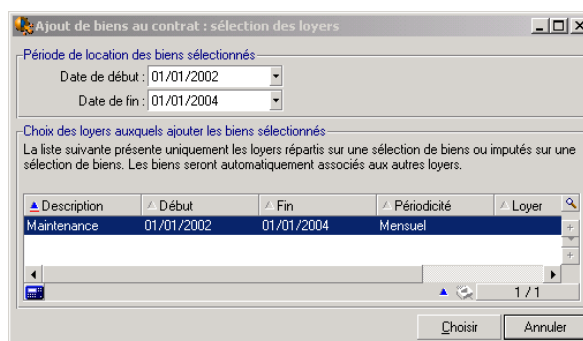 Ajout de biens au contrat : sélection des loyers
Période de location des biens sélectionnés
Date de début : 01/01/2002
Date de fin : 01/01/2004
Choix des loyers auxquels ajouter les biens sélectionnés
La liste suivante présente uniquement les loyers répartis sur une sélection de biens ou imputés sur une
sélection de biens. Les biens seront automatiquement associés aux autres loyers.
Description Début Fin Périodicité Loyer
Maintenance 01/01/2002 01/01/2004 Mensuel
1 / 1
Choisir Annuler